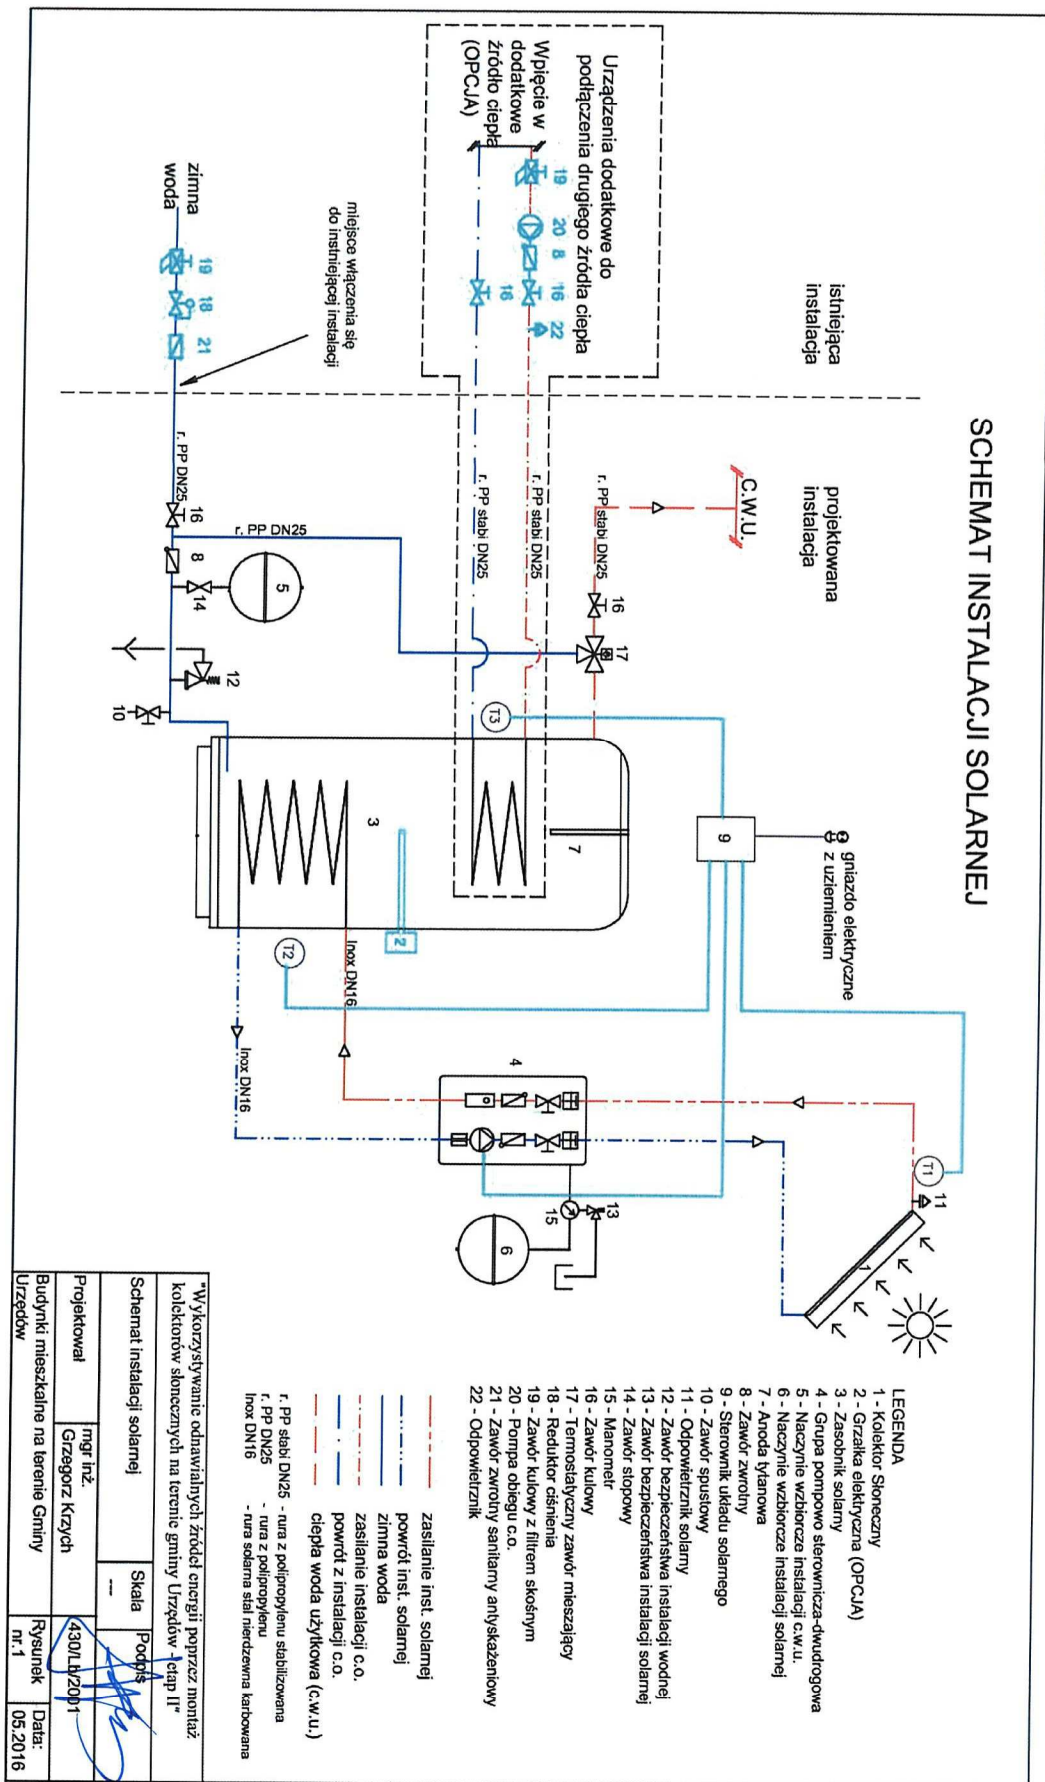 SCHEMAT INSTALACJI SOLARNEJ
istniejąca
instalacja
projektowana
instalacja
Urządzenia dodatkowe do
podłączenia drugiego źródła ciepła
Wpięcie w
dodatkowe
źródło ciepła
(OPCJA)
19
20
8
16
22
16
miejsce włączenia się
do instniejącej instalacji
zimna
woda
19
18
21
C.W.U.
r. PP stabi DN25
16
17
r. PP stabi DN25
r. PP stabi DN25
r. PP DN25
r. PP DN25
16
8
5
14
12
10
T3
9
gniazdo elektryczne
z uziemieniem
7
3
2
T2
Inox DN16
Inox DN16
4
T1
11
1
13
15
6
LEGENDA
1 - Kolektor Słoneczny
2 - Grzałka elektryczna (OPCJA)
3 - Zasobnik solarny
4 - Grupa pompowo sterownicza-dwudrogowa
5 - Naczynie wzbiorcze instalacji c.w.u.
6 - Naczynie wzbiorcze instalacji solarnej
7 - Anoda tytanowa
8 - Zawór zwrotny
9 - Sterownik układu solarnego
10 - Zawór spustowy
11 - Odpowietrznik solarny
12 - Zawór bezpieczeństwa instalacji wodnej
13 - Zawór bezpieczeństwa instalacji solarnej
14 - Zawór stopowy
15 - Manometr
16 - Zawór kulowy
17 - Termostatyczny zawór mieszający
18 - Reduktor ciśnienia
19 - Zawór kulowy z filtrem skośnym
20 - Pompa obiegu c.o.
21 - Zawór zwrotny sanitarny antyskażeniowy
22 - Odpowietrznik
zasilanie inst. solarnej
powrót inst. solarnej
zimna woda
zasilanie instalacji c.o.
powrót z instalacji c.o.
ciepła woda użytkowa (c.w.u.)
r. PP stabi DN25 - rura z polipropylenu stabilizowana
r. PP DN25 - rura z polipropylenu
Inox DN16 - rura solarna stal nierdzewna karbowana
"Wykorzystywanie odnawialnych źródeł energii poprzez montaż
kolektorów słonecznych na terenie gminy Urzędów - etap II"
Schemat instalacji solarnej
Skala
---
Podpis
Projektował
mgr inż.
Grzegorz Krzych
430/Lb/2001
Budynki mieszkalne na terenie Gminy
Urzędów
Rysunek
nr.1
Data:
05.2016